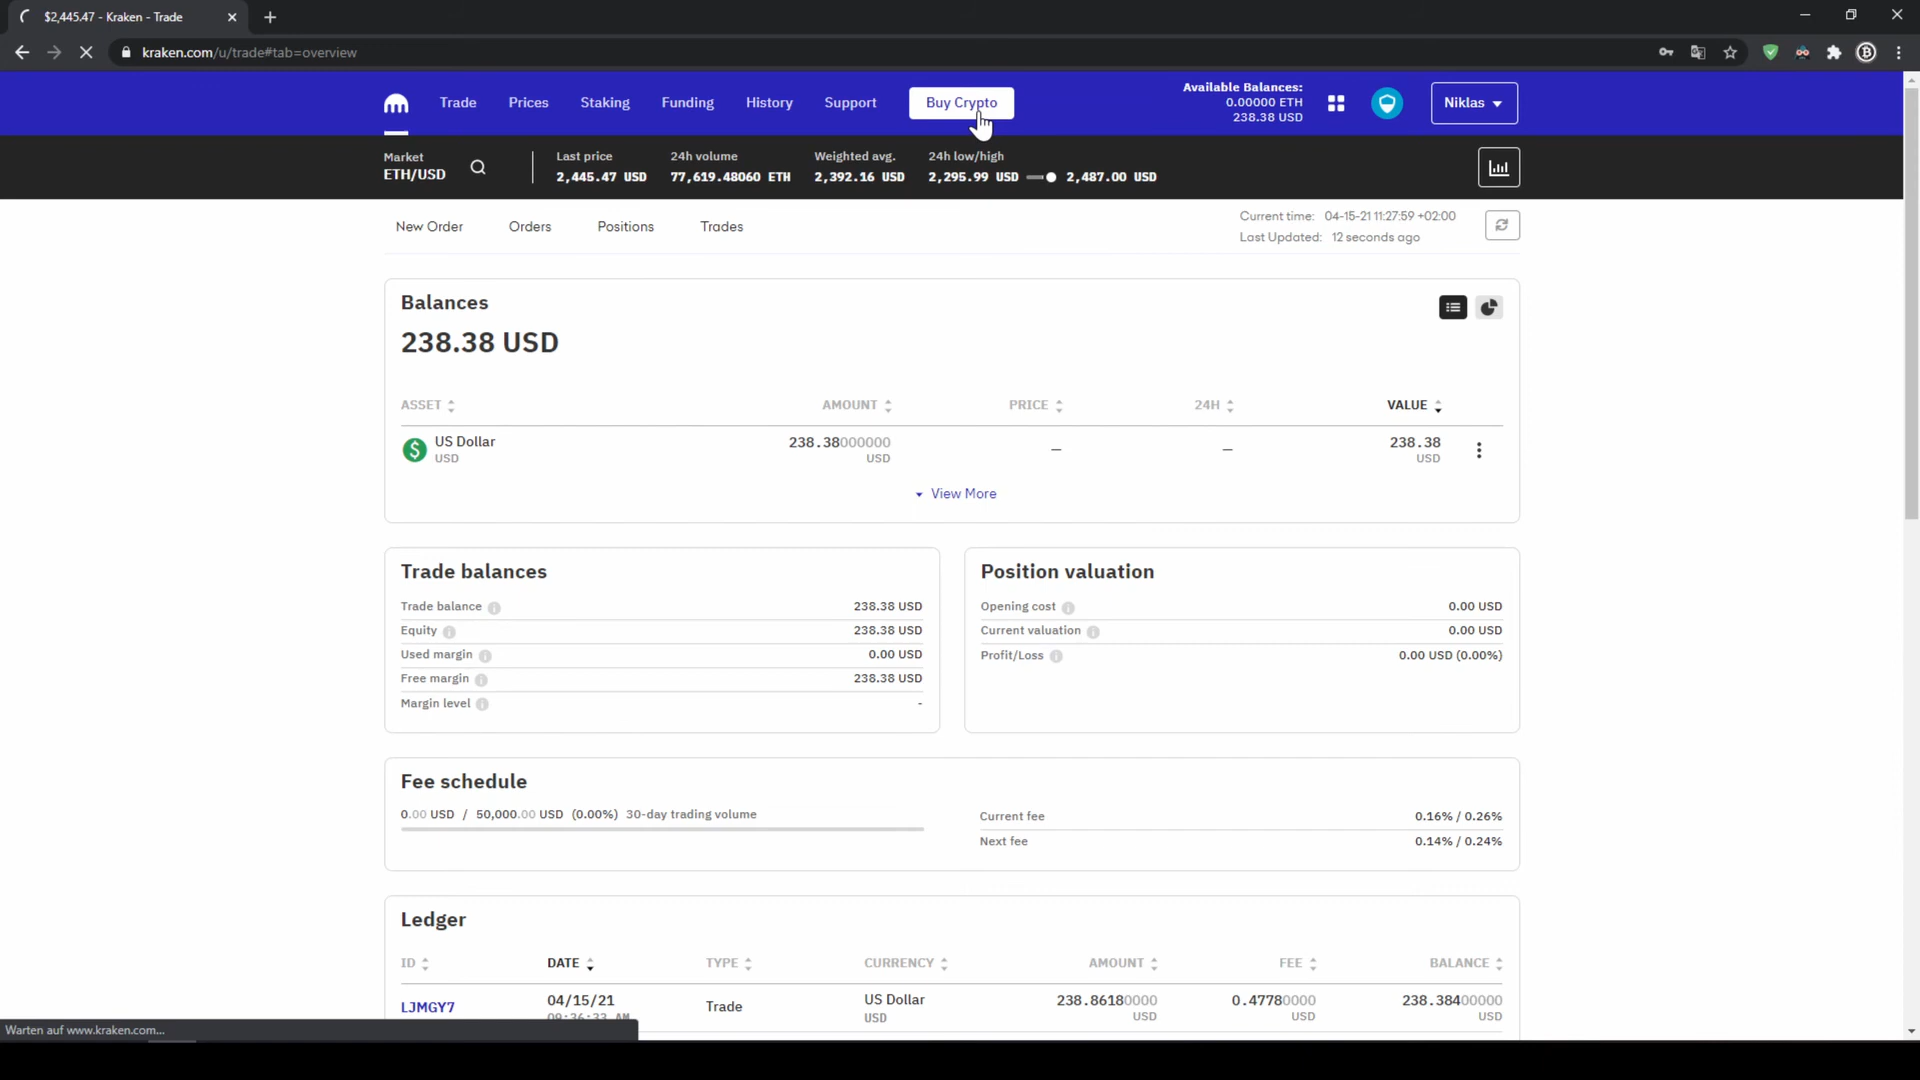 $2,445.47 - Kraken - Trade
kraken.com/u/trade#tab=overview
Trade
Prices
Staking
Funding
History
Support
Buy Crypto
Available Balances:
0.00000 ETH
238.38 USD
Niklas
Market
ETH/USD
Last price
2,445.47 USD
24h volume
77,619.48060 ETH
Weighted avg.
2,392.16 USD
24h low/high
2,295.99 USD 2,487.00 USD
New Order
Orders
Positions
Trades
Current time: 04-15-21 11:27:59 +02:00
Last Updated: 12 seconds ago
Balances
238.38 USD
ASSET AMOUNT PRICE 24H VALUE
US Dollar
USD
238.38000000
USD
–
–
238.38
USD
View More
Trade balances
Trade balance 238.38 USD
Equity 238.38 USD
Used margin 0.00 USD
Free margin 238.38 USD
Margin level -
Position valuation
Opening cost 0.00 USD
Current valuation 0.00 USD
Profit/Loss 0.00 USD (0.00%)
Fee schedule
0.00 USD / 50,000.00 USD (0.00%) 30-day trading volume
Current fee 0.16% / 0.26%
Next fee 0.14% / 0.24%
Ledger
ID DATE TYPE CURRENCY AMOUNT FEE BALANCE
LJMGY7
04/15/21
09:36:33 AM
Trade
US Dollar
USD
238.86180000
USD
0.47780000
USD
238.38400000
USD
Warten auf www.kraken.com...